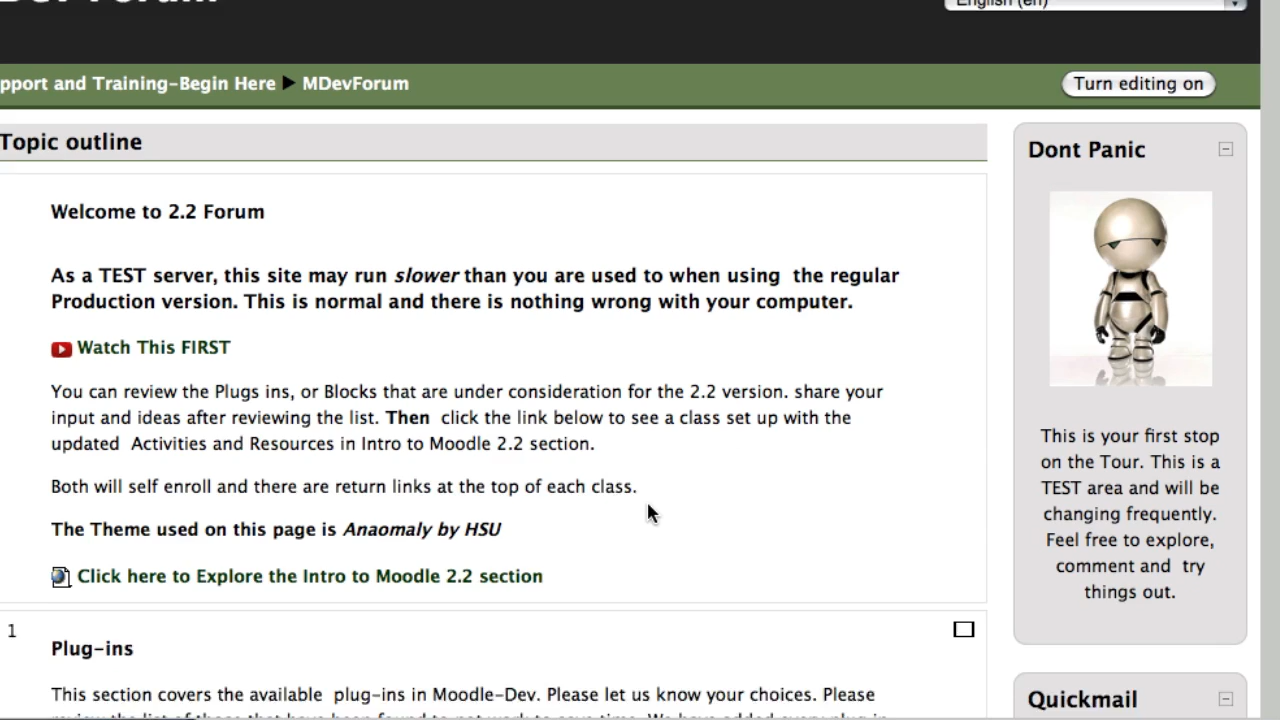 English (en)
pport and Training-Begin Here ► MDevForum
Turn editing on
Topic outline
Welcome to 2.2 Forum
As a TEST server, this site may run slower than you are used to when using the regular
Production version. This is normal and there is nothing wrong with your computer.
Watch This FIRST
You can review the Plugs ins, or Blocks that are under consideration for the 2.2 version. share your
input and ideas after reviewing the list. Then click the link below to see a class set up with the
updated Activities and Resources in Intro to Moodle 2.2 section.
Both will self enroll and there are return links at the top of each class.
The Theme used on this page is Anaomaly by HSU
Click here to Explore the Intro to Moodle 2.2 section
1
Plug-ins
This section covers the available plug-ins in Moodle-Dev. Please let us know your choices. Please
Dont Panic
This is your first stop
on the Tour. This is a
TEST area and will be
changing frequently.
Feel free to explore,
comment and try
things out.
Quickmail